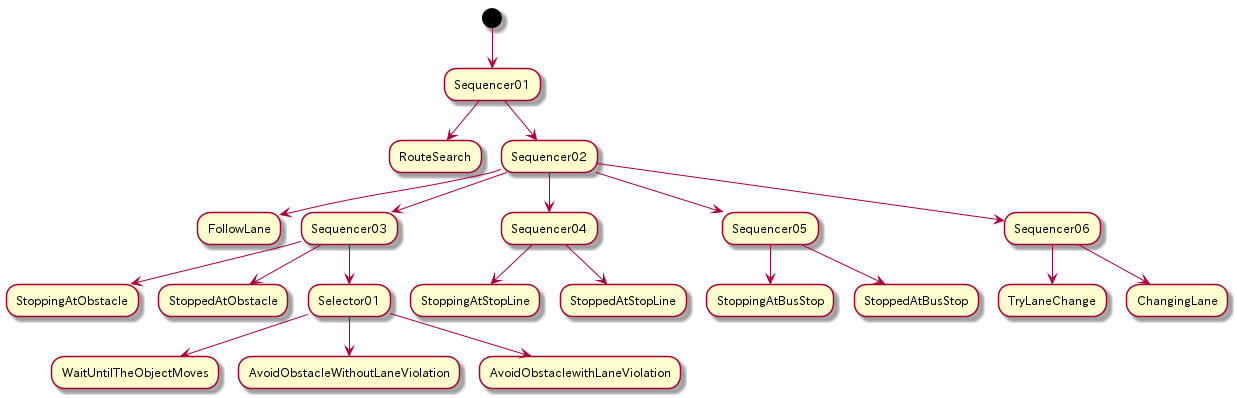 Sequencer01
RouteSearch
Sequencer02
FollowLane
Sequencer03
Sequencer04
Sequencer05
Sequencer06
StoppingAtObstacle
StoppedAtObstacle
Selector01
StoppingAtStopLine
StoppedAtStopLine
StoppingAtBusStop
StoppedAtBusStop
TryLaneChange
ChangingLane
WaitUntilTheObjectMoves
AvoidObstacleWithoutLaneViolation
AvoidObstaclewithLaneViolation